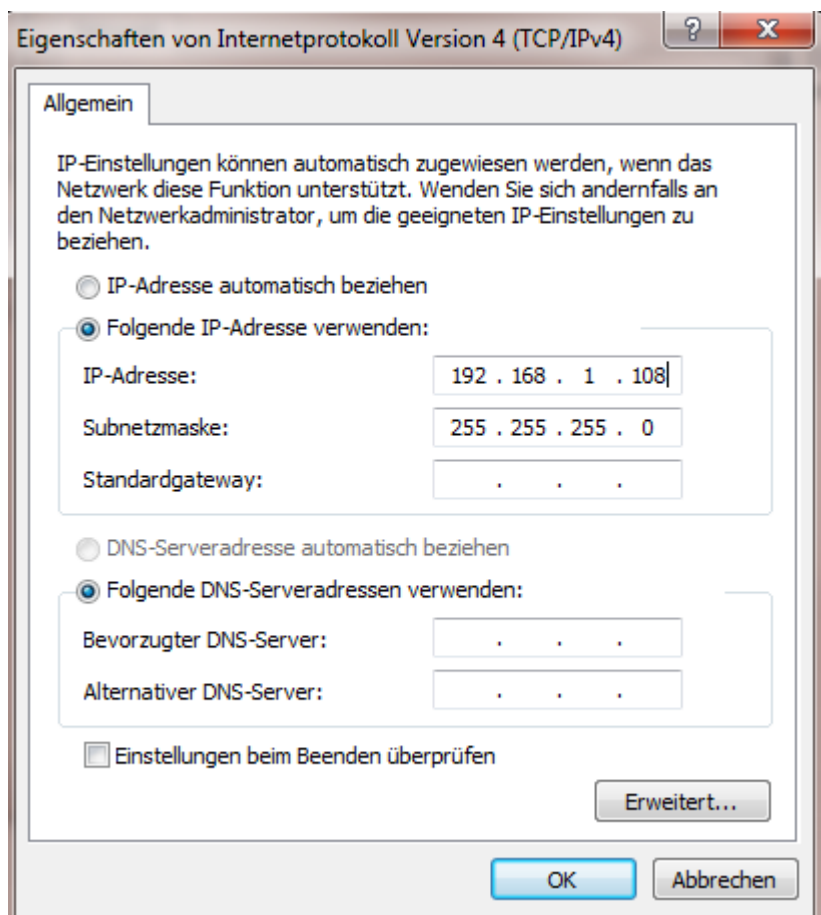 Eigenschaften von Internetprotokoll Version 4 (TCP/IPv4)
?
X
Allgemein
IP-Einstellungen können automatisch zugewiesen werden, wenn das
Netzwerk diese Funktion unterstützt. Wenden Sie sich andernfalls an
den Netzwerkadministrator, um die geeigneten IP-Einstellungen zu
beziehen.
IP-Adresse automatisch beziehen
Folgende IP-Adresse verwenden:
IP-Adresse: 192 . 168 . 1 . 108
Subnetzmaske: 255 . 255 . 255 . 0
Standardgateway: . . .
DNS-Serveradresse automatisch beziehen
Folgende DNS-Serveradressen verwenden:
Bevorzugter DNS-Server: . . .
Alternativer DNS-Server: . . .
Einstellungen beim Beenden überprüfen
Erweitert...
OK Abbrechen